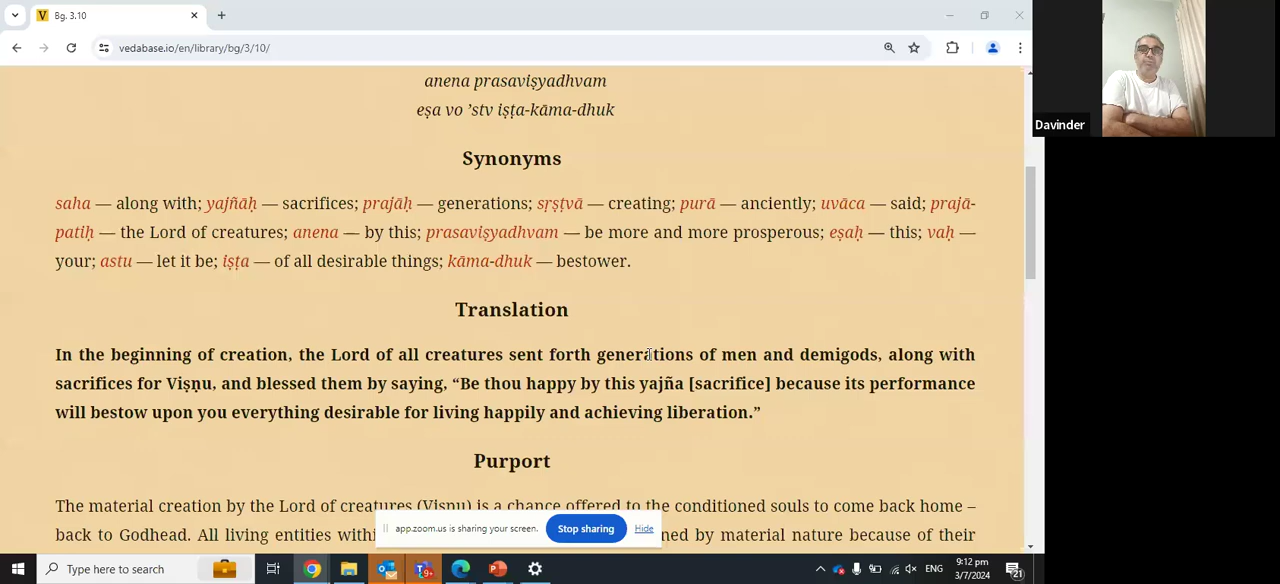 Bg. 3.10
vedabase.io/en/library/bg/3/10/
anena prasaviṣyadhvam
eṣa vo ’stv iṣṭa-kāma-dhuk
Synonyms
saha — along with; yajñāḥ — sacrifices; prajāḥ — generations; sṛṣṭvā — creating; purā — anciently; uvāca — said; prajā-
patiḥ — the Lord of creatures; anena — by this; prasaviṣyadhvam — be more and more prosperous; eṣaḥ — this; vaḥ —
your; astu — let it be; iṣṭa — of all desirable things; kāma-dhuk — bestower.
Translation
In the beginning of creation, the Lord of all creatures sent forth generations of men and demigods, along with
sacrifices for Viṣṇu, and blessed them by saying, “Be thou happy by this yajña [sacrifice] because its performance
will bestow upon you everything desirable for living happily and achieving liberation.”
Purport
The material creation by the Lord of creatures (Viṣṇu) is a chance offered to the conditioned souls to come back home –
back to Godhead. All living entities within
ned by material nature because of their
app.zoom.us is sharing your screen.
Stop sharing
Hide
Davinder
Type here to search
ENG
9:12 pm
3/7/2024
21